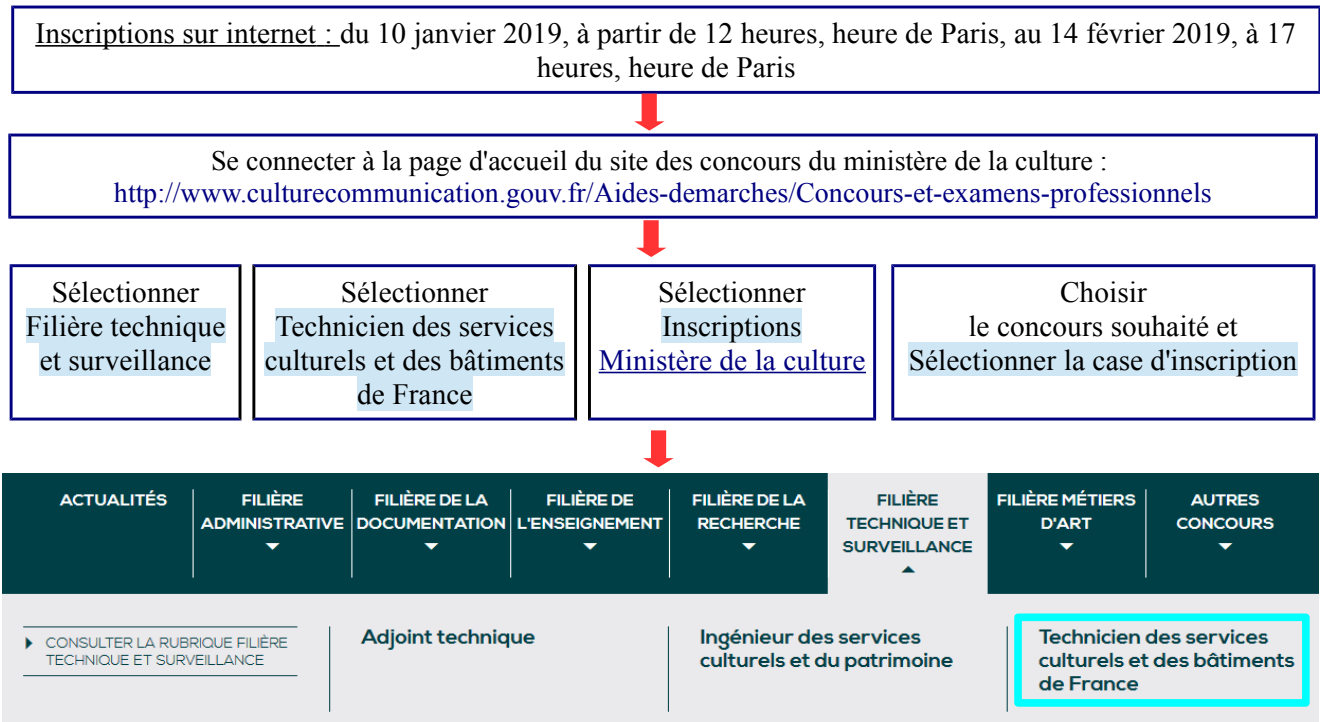 Inscriptions sur internet : du 10 janvier 2019, à partir de 12 heures, heure de Paris, au 14 février 2019, à 17
heures, heure de Paris
Se connecter à la page d'accueil du site des concours du ministère de la culture :
http://www.culturecommunication.gouv.fr/Aides-demarches/Concours-et-examens-professionnels
Sélectionner
Filière technique
et surveillance
Sélectionner
Technicien des services
culturels et des bâtiments
de France
Sélectionner
Inscriptions
Ministère de la culture
Choisir
le concours souhaité et
Sélectionner la case d'inscription
ACTUALITÉS
FILIÈRE
ADMINISTRATIVE
FILIÈRE DE LA
DOCUMENTATION
FILIÈRE DE
L'ENSEIGNEMENT
FILIÈRE DE LA
RECHERCHE
FILIÈRE
TECHNIQUE ET
SURVEILLANCE
FILIÈRE MÉTIERS
D'ART
AUTRES
CONCOURS
CONSULTER LA RUBRIQUE FILIÈRE
TECHNIQUE ET SURVEILLANCE
Adjoint technique
Ingénieur des services
culturels et du patrimoine
Technicien des services
culturels et des bâtiments
de France